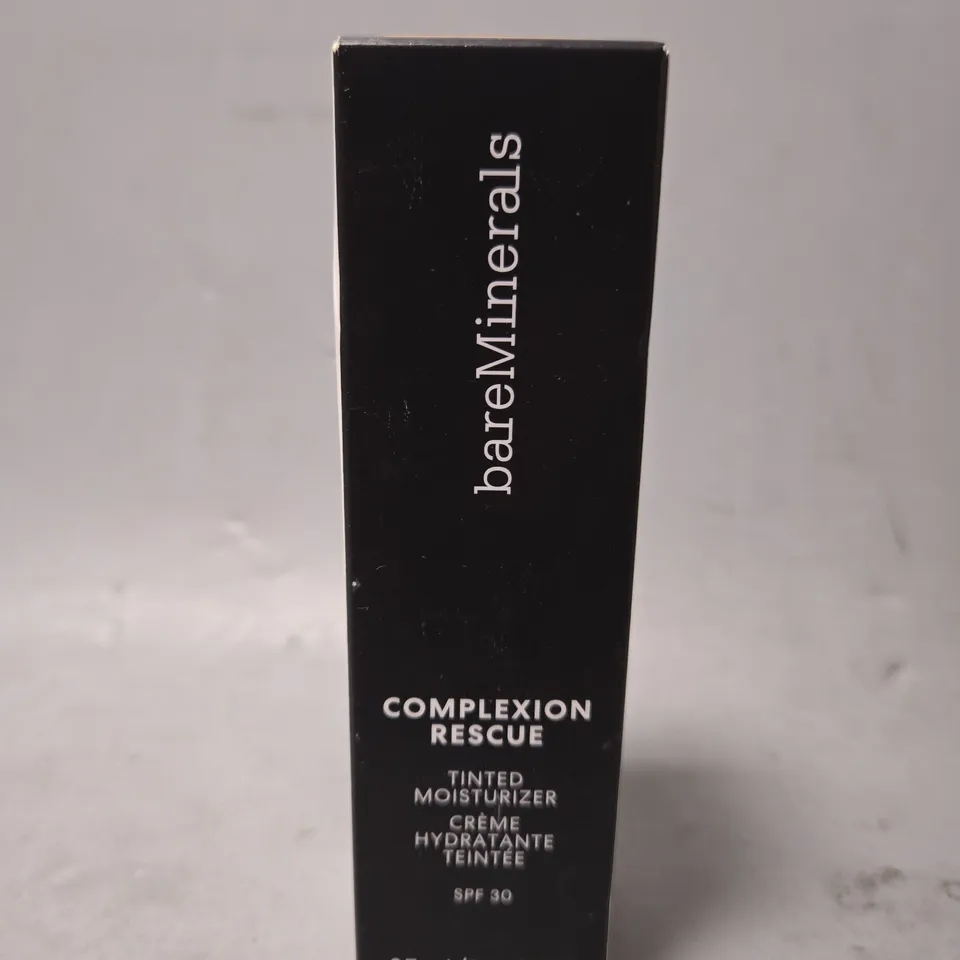 bareMinerals
COMPLEXION
RESCUE
TINTED
MOISTURIZER
CRÈME
HYDRATANTE
TEINTÉE
SPF 30